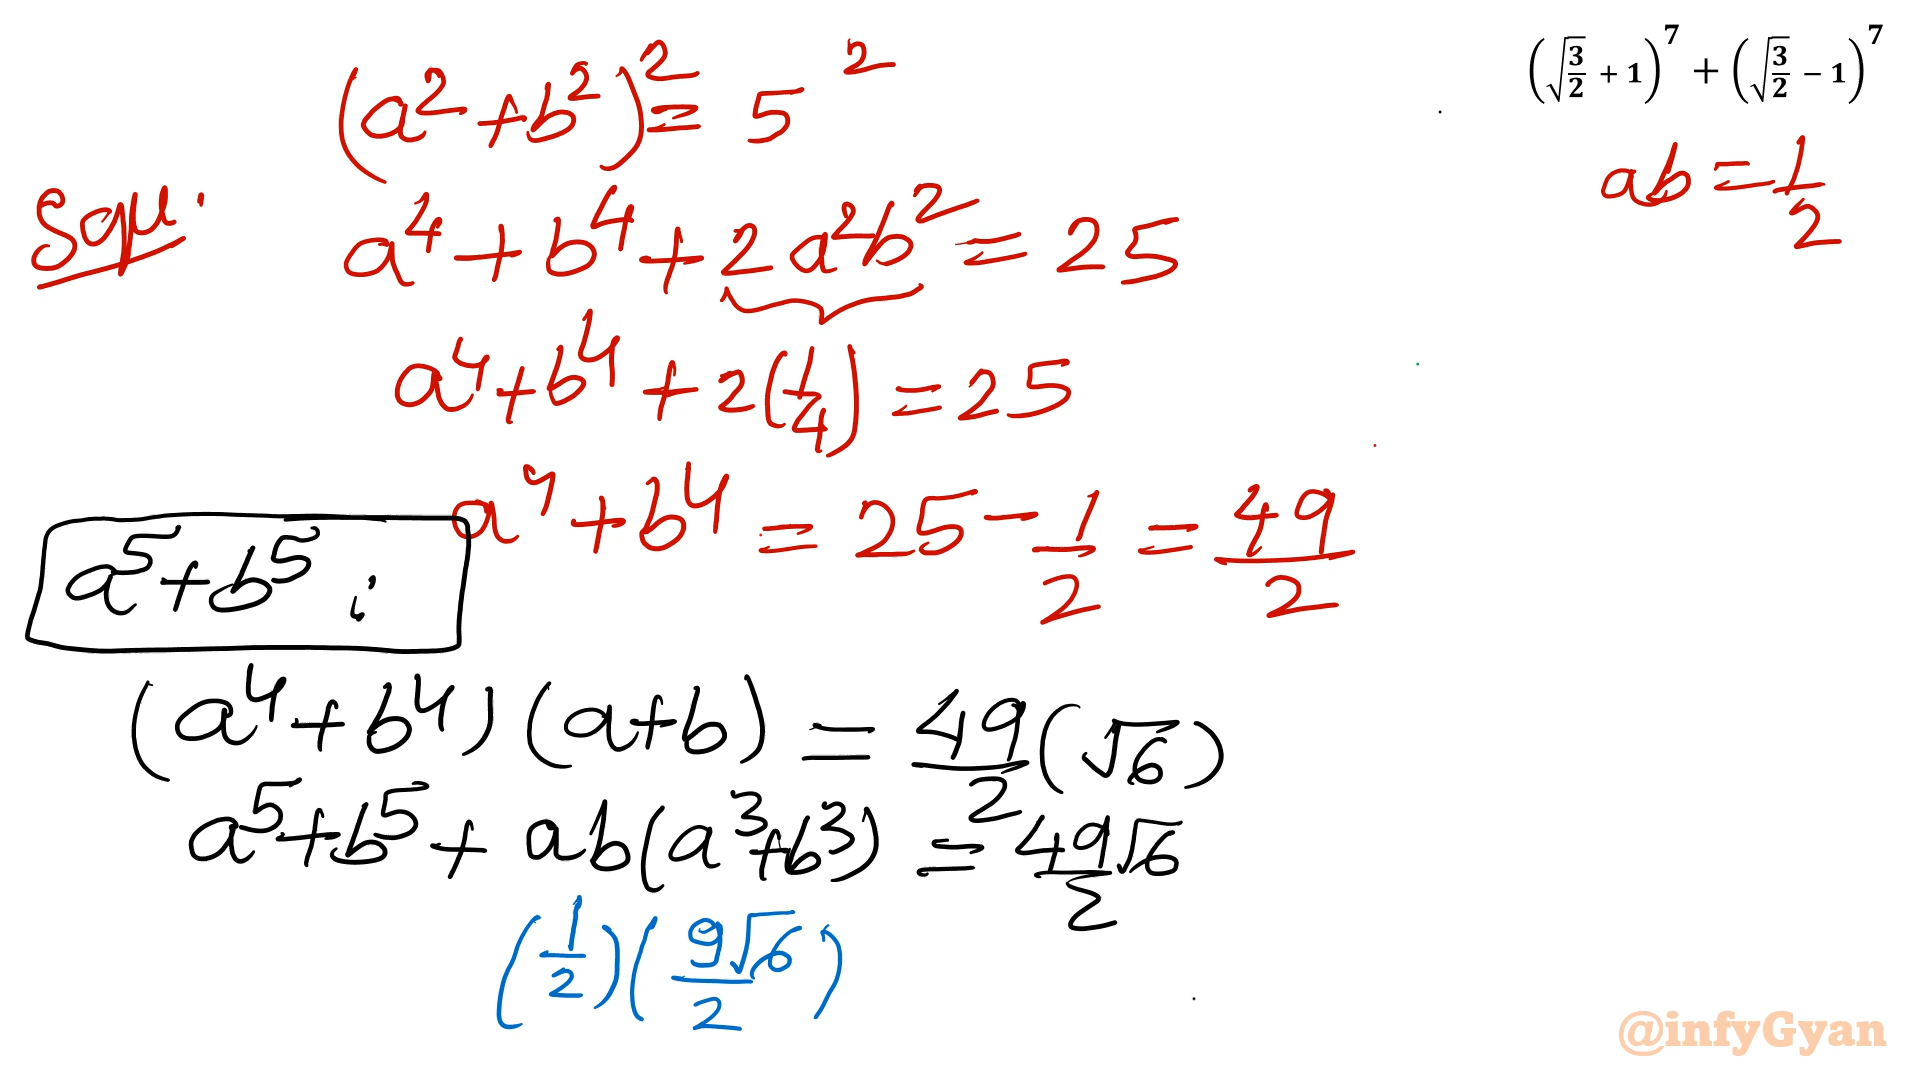 (√(3/2) + 1)⁷ + (√(3/2) − 1)⁷
ab = 1/2
(a² + b²)² = 5²
Squ.
a⁴ + b⁴ + 2a²b² = 25
a⁴ + b⁴ + 2(1/4) = 25
a⁴ + b⁴ = 25 − 1/2 = 49/2
a⁵ + b⁵ :
(a⁴ + b⁴)(a + b) = 49/2 (√6)
a⁵ + b⁵ + ab(a³ + b³) = 49√6/2
(1/2)(9√6/2)
@infyGyan